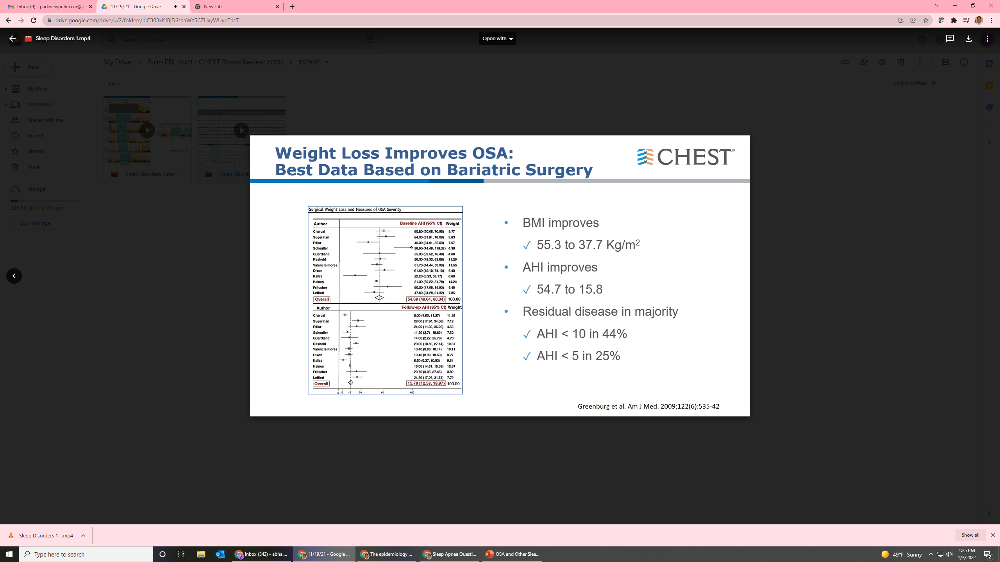 Inbox (9) - parkviewpulmccm@g
11/19/21 - Google Drive
New Tab
drive.google.com/drive/u/2/folders/1iCB03xKJBjD6zaaWYSCZLIxyWUypT1c7
Sleep Disorders 1.mp4
Search in Drive
Open with
New
My Drive
Computers
Shared with me
Recent
Starred
Trash
Storage
225.65 GB of 2 TB used
Buy storage
My Drive > Pulm PBL 2021 - CHEST Board Review 2020 > 11/19/21
Files
Last modified
Sleep Disorders 2.mp4
Sleep Disorde
Weight Loss Improves OSA:
Best Data Based on Bariatric Surgery
CHEST®
Surgical Weight Loss and Measures of OSA Severity
Author Baseline AHI (95% CI) Weight
Charuzi 60.80 (50.65, 70.95) 9.77
Sugerman 64.00 (51.91, 76.09) 8.63
Pillar 40.00 (24.91, 55.09) 7.07
Scheuller 96.90 (74.48, 119.32) 4.39
Guardiano 55.00 (33.52, 76.48) 4.66
Rasheid 56.00 (48.32, 63.68) 11.29
Valencia-Flores 51.70 (44.44, 58.96) 11.55
Dixon 61.60 (49.10, 74.10) 8.40
Kaltra 22.20 (6.23, 38.17) 6.66
Haines 51.00 (50.22, 51.78) 14.24
Fritscher 66.00 (47.08, 84.92) 5.49
Lettieri 47.80 (34.28, 61.32) 7.85
Overall 54.69 (49.04, 60.34) 100.00
Author Follow-up AHI (95% CI) Weight
Charuzi 8.00 (4.63, 11.37) 11.35
Sugerman 26.00 (17.94, 34.06) 7.12
Pillar 24.00 (11.95, 36.05) 4.56
Scheuller 11.30 (3.71, 18.89) 7.50
Guardiano 14.00 (2.22, 25.78) 4.70
Rasheid 23.00 (18.86, 27.14) 10.67
Valencia-Flores 13.40 (8.66, 18.14) 10.11
Dixon 13.40 (8.30, 18.50) 9.77
Kaltra 5.60 (0.37, 10.83) 9.64
Haines 15.00 (14.61, 15.39) 12.97
Fritscher 23.70 (9.95, 37.45) 3.82
Lettieri 24.50 (17.26, 31.74) 7.79
Overall 15.78 (12.58, 18.97) 100.00
0 5 15 30 60 100
• BMI improves
✓ 55.3 to 37.7 Kg/m²
• AHI improves
✓ 54.7 to 15.8
• Residual disease in majority
✓ AHI < 10 in 44%
✓ AHI < 5 in 25%
Greenburg et al. Am J Med. 2009;122(6):535-42
Sleep Disorders 1....mp4
Show all
Type here to search
Inbox (342) - abha....
11/19/21 - Google ...
The epidemiology ...
Sleep Apnea Questi...
OSA and Other Slee...
49°F Sunny
1:35 PM
1/3/2022
2